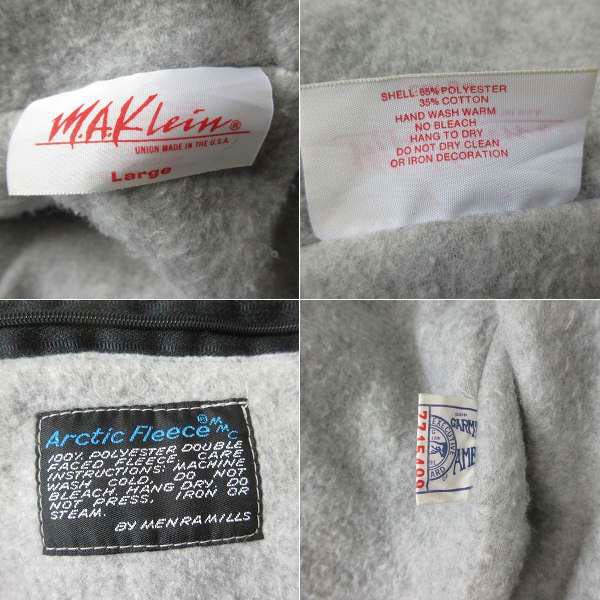 M.A.Klein®
UNION MADE IN THE U.S.A.
Large
SHELL: 65% POLYESTER
35% COTTON
HAND WASH WARM
NO BLEACH
HANG TO DRY
DO NOT DRY CLEAN
OR IRON DECORATION
Arctic Fleece® MMC
100% POLYESTER DOUBLE
FACED FLEECE CARE
INSTRUCTIONS: MACHINE
WASH COLD, DO NOT
BLEACH, HANG DRY, DO
NOT PRESS, IRON OR
STEAM.
BY MENRA MILLS